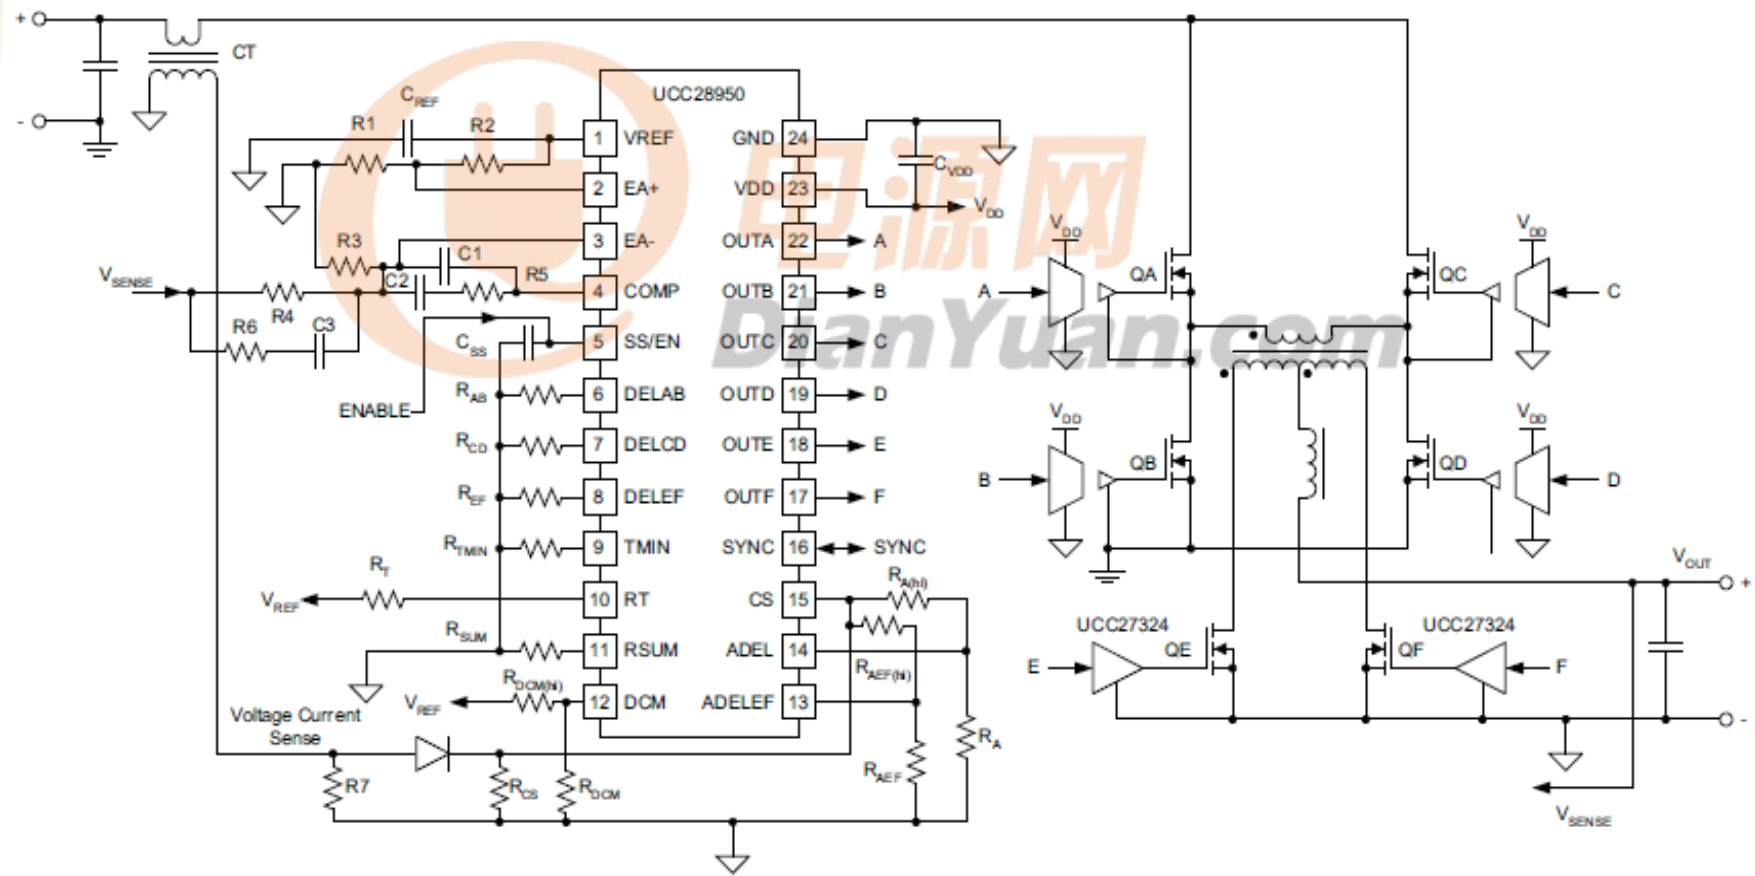 +
CT
-
UCC28950
CREF
R1
R2
1 VREF
GND 24
CVDD
2 EA+
VDD 23
VDD
3 EA-
OUTA 22
A
R3
C1
VSENSE
C2
R5
4 COMP
OUTB 21
B
R4
R6
C3
CSS
5 SS/EN
OUTC 20
C
RAB
6 DELAB
OUTD 19
D
ENABLE
RCD
7 DELCD
OUTE 18
E
REF
8 DELEF
OUTF 17
F
RTMIN
9 TMIN
SYNC 16
SYNC
RT
VREF
10 RT
CS 15
RA(hi)
RSUM
11 RSUM
ADEL 14
RAEF(hi)
RDCM(hi)
VREF
12 DCM
ADELEF 13
Voltage Current
Sense
R7
RCS
RDCM
RAEF
RA
电源网
DianYuan.com
VDD
QA
QC
VDD
A
C
VDD
QB
QD
VDD
B
D
VOUT
+
UCC27324
UCC27324
E
QE
QF
F
-
VSENSE